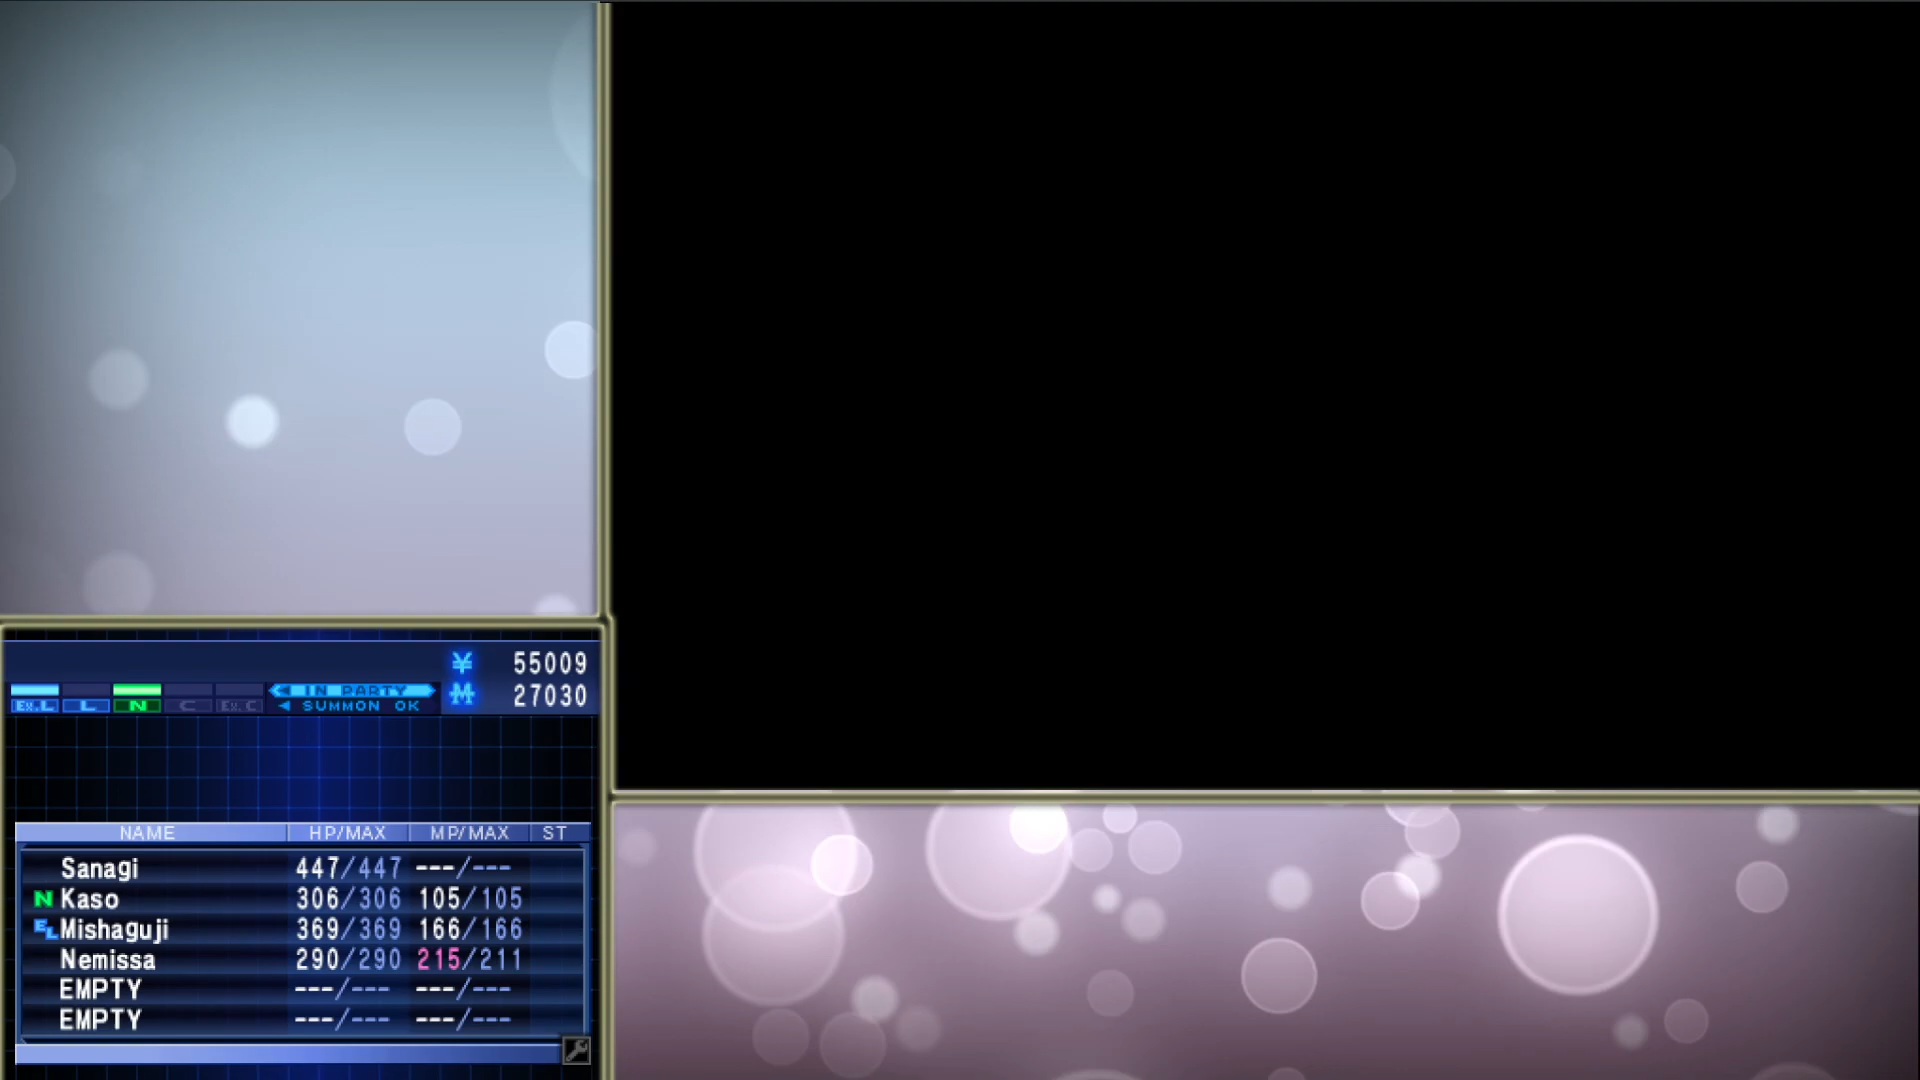 ¥ 55009
IN PARTY M 27030
Ex.L L N C Ex.C SUMMON OK
NAME HP/MAX MP/MAX ST
Sanagi 447/447 ---/---
N Kaso 306/306 105/105
EL Mishaguji 369/369 166/166
Nemissa 290/290 215/211
EMPTY ---/--- ---/---
EMPTY ---/--- ---/---